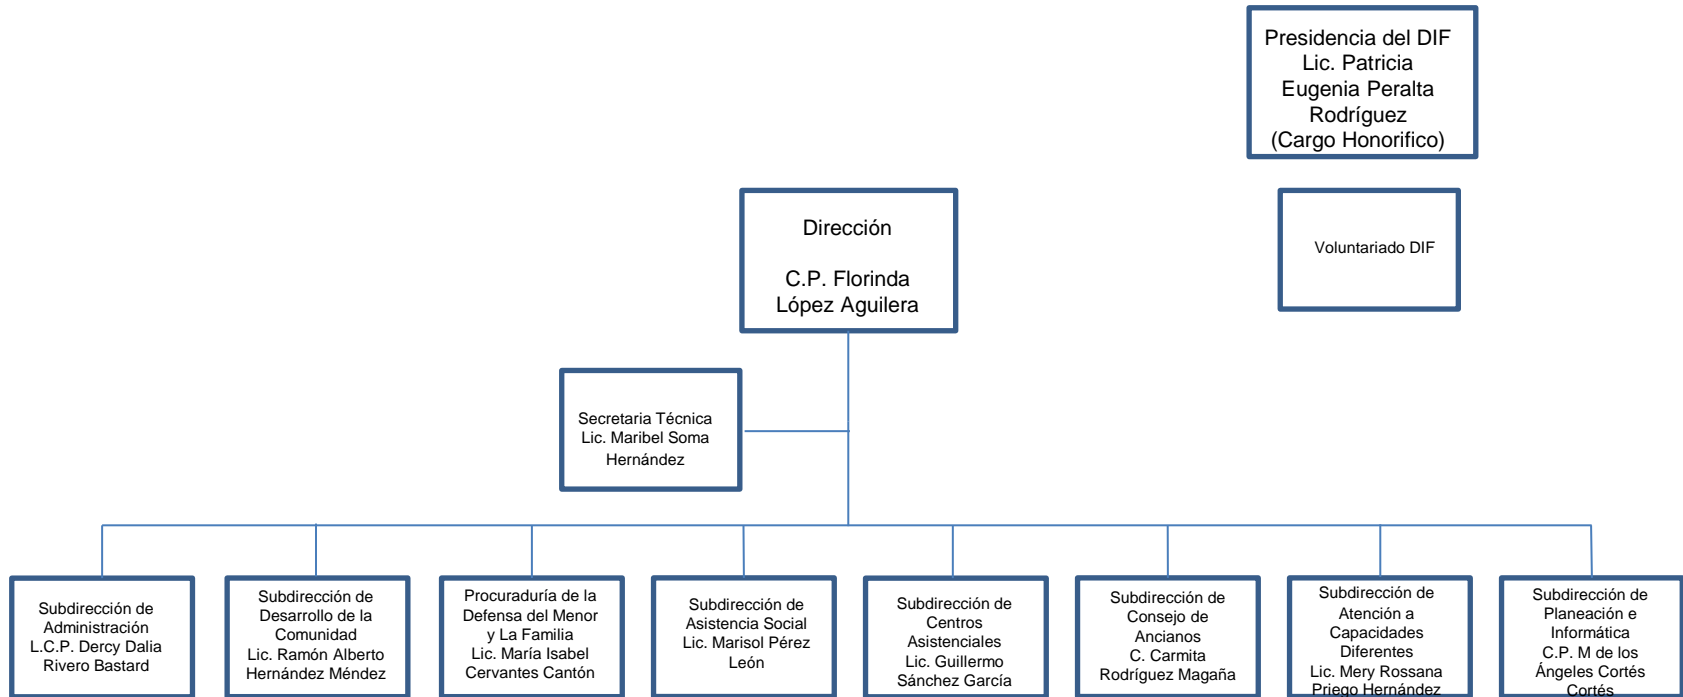 Presidencia del DIF
Lic. Patricia
Eugenia Peralta
Rodríguez
(Cargo Honorifico)
Dirección
C.P. Florinda
López Aguilera
Voluntariado DIF
Secretaria Técnica
Lic. Maribel Soma
Hernández
Subdirección de
Administración
L.C.P. Dercy Dalia
Rivero Bastard
Subdirección de
Desarrollo de la
Comunidad
Lic. Ramón Alberto
Hernández Méndez
Procuraduría de la
Defensa del Menor
y La Familia
Lic. María Isabel
Cervantes Cantón
Subdirección de
Asistencia Social
Lic. Marisol Pérez
León
Subdirección de
Centros
Asistenciales
Lic. Guillermo
Sánchez García
Subdirección de
Consejo de
Ancianos
C. Carmita
Rodríguez Magaña
Subdirección de
Atención a
Capacidades
Diferentes
Lic. Mery Rossana
Priego Hernández
Subdirección de
Planeación e
Informática
C.P. M de los
Ángeles Cortés
Cortés